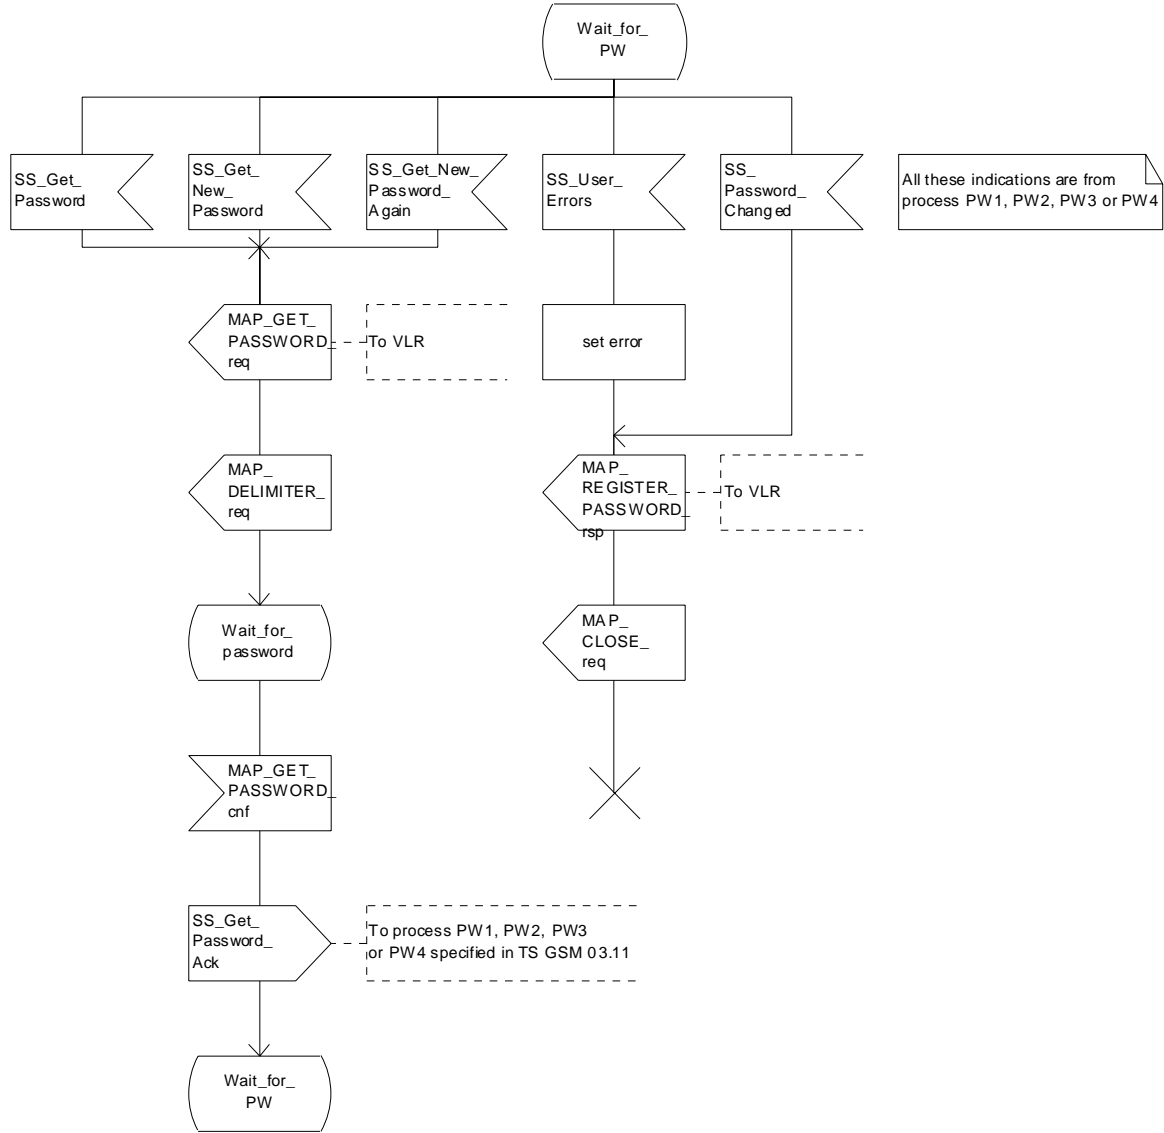 Wait_for_
PW
SS_Get_
Password
SS_Get_
New_
Password
SS_Get_New_
Password_
Again
SS_User_
Errors
SS_
Password_
Changed
All these indications are from
process PW1, PW2, PW3 or PW4
MAP_GET_
PASSWORD_
req
To VLR
set error
MAP_
DELIMITER_
req
MAP_
REGISTER_
PASSWORD_
rsp
To VLR
Wait_for_
password
MAP_
CLOSE_
req
MAP_GET_
PASSWORD_
cnf
SS_Get_
Password_
Ack
To process PW1, PW2, PW3
or PW4 specified in TS GSM 03.11
Wait_for_
PW